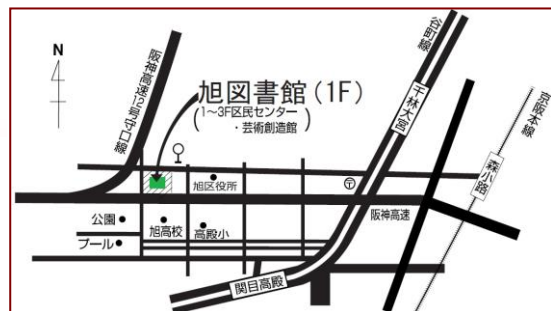 N
阪神高速12号守口線
旭図書館(1F)
(1~3F区民センター
・芸術創造館)
谷町線
千林大宮
京阪本線
森小路
旭区役所
〒
阪神高速
公園
プール
旭高校
高殿小
関目高殿